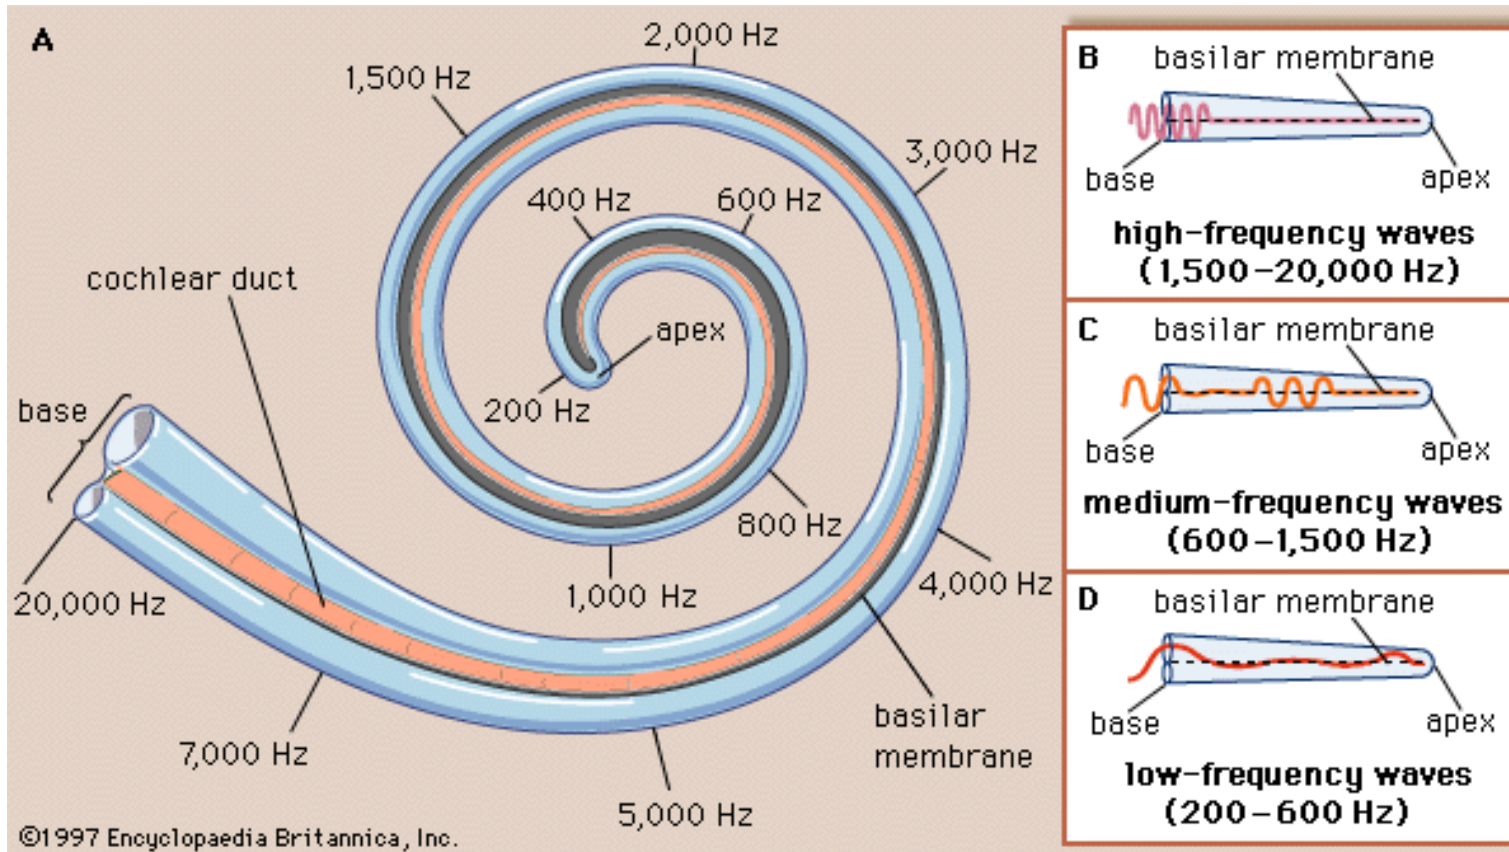 A
2,000 Hz
1,500 Hz
3,000 Hz
400 Hz
600 Hz
cochlear duct
apex
base
200 Hz
800 Hz
20,000 Hz
1,000 Hz
4,000 Hz
7,000 Hz
basilar
membrane
5,000 Hz
©1997 Encyclopaedia Britannica, Inc.
B
basilar membrane
base
apex
high-frequency waves
(1,500-20,000 Hz)
C
basilar membrane
base
apex
medium-frequency waves
(600-1,500 Hz)
D
basilar membrane
base
apex
low-frequency waves
(200-600 Hz)